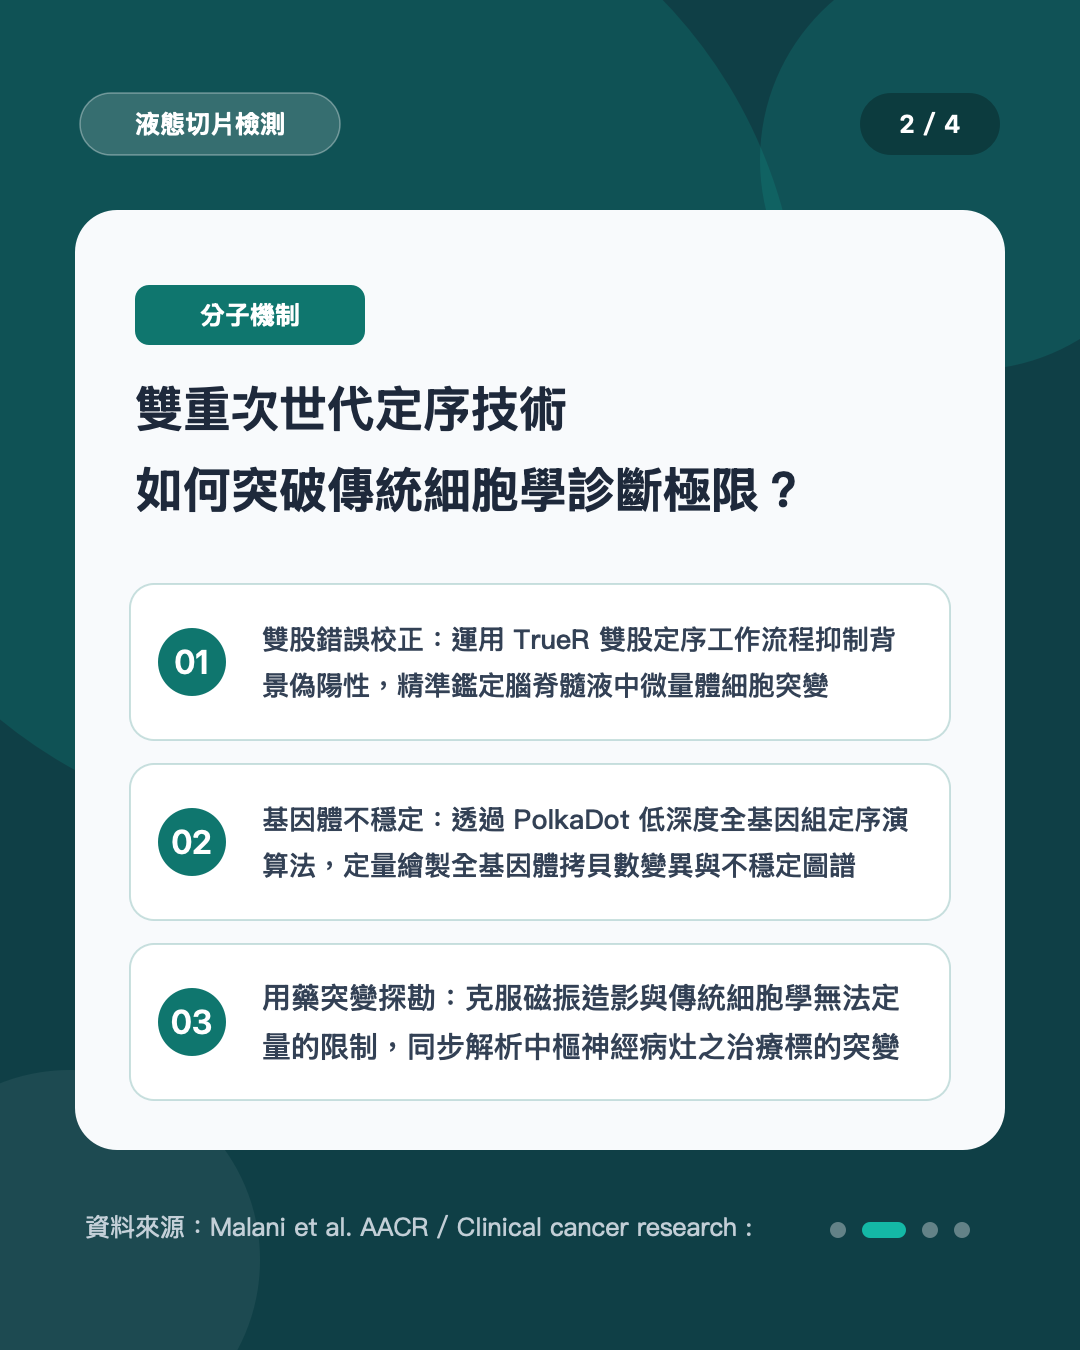 液態切片檢測
2 / 4
分子機制
雙重次世代定序技術
如何突破傳統細胞學診斷極限？
01
雙股錯誤校正：運用 TrueR 雙股定序工作流程抑制背
景偽陽性，精準鑑定腦脊髓液中微量體細胞突變
02
基因體不穩定：透過 PolkaDot 低深度全基因組定序演
算法，定量繪製全基因體拷貝數變異與不穩定圖譜
03
用藥突變探勘：克服磁振造影與傳統細胞學無法定
量的限制，同步解析中樞神經病灶之治療標的突變
資料來源：Malani et al. AACR / Clinical cancer research :